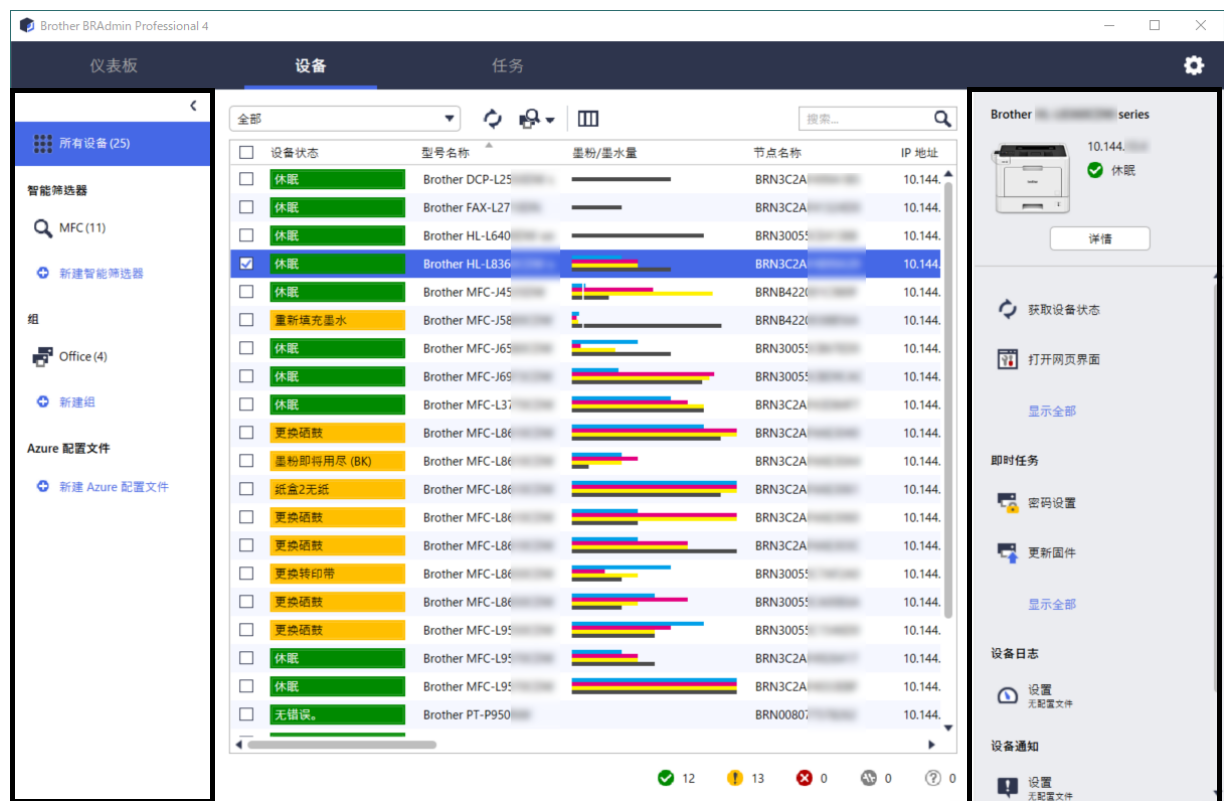 Brother BRAdmin Professional 4
仪表板 设备 任务
所有设备 (25)
智能筛选器
MFC (11)
新建智能筛选器
组
Office (4)
新建组
Azure 配置文件
新建 Azure 配置文件
全部 搜索...
设备状态 型号名称 墨粉/墨水量 节点名称 IP 地址
休眠 Brother DCP-L25 BRN3C2A 10.144.
休眠 Brother FAX-L27 BRN3C2A 10.144.
休眠 Brother HL-L640 BRN30055 10.144.
休眠 Brother HL-L836 BRN3C2A 10.144.
休眠 Brother MFC-J45 BRNB4220 10.144.
重新填充墨水 Brother MFC-J58 BRNB4220 10.144.
休眠 Brother MFC-J65 BRN30055 10.144.
休眠 Brother MFC-J69 BRN30055 10.144.
休眠 Brother MFC-L37 BRN3C2A 10.144.
更换硒鼓 Brother MFC-L86 BRN3C2A 10.144.
墨粉即将用尽 (BK) Brother MFC-L86 BRN3C2A 10.144.
纸盒2无纸 Brother MFC-L86 BRN3C2A 10.144.
更换硒鼓 Brother MFC-L86 BRN3C2A 10.144.
更换硒鼓 Brother MFC-L86 BRN3C2A 10.144.
更换转印带 Brother MFC-L86 BRN30055 10.144.
更换硒鼓 Brother MFC-L86 BRN30055 10.144.
更换硒鼓 Brother MFC-L95 BRN30055 10.144.
休眠 Brother MFC-L95 BRN3C2A 10.144.
休眠 Brother MFC-L95 BRN3C2A 10.144.
无错误。 Brother PT-P950 BRN00807 10.144.
12 13 0 0 0
Brother series
10.144.
休眠
详情
获取设备状态
打开网页界面
显示全部
即时任务
密码设置
更新固件
显示全部
设备日志
设置
无配置文件
设备通知
设置
无配置文件